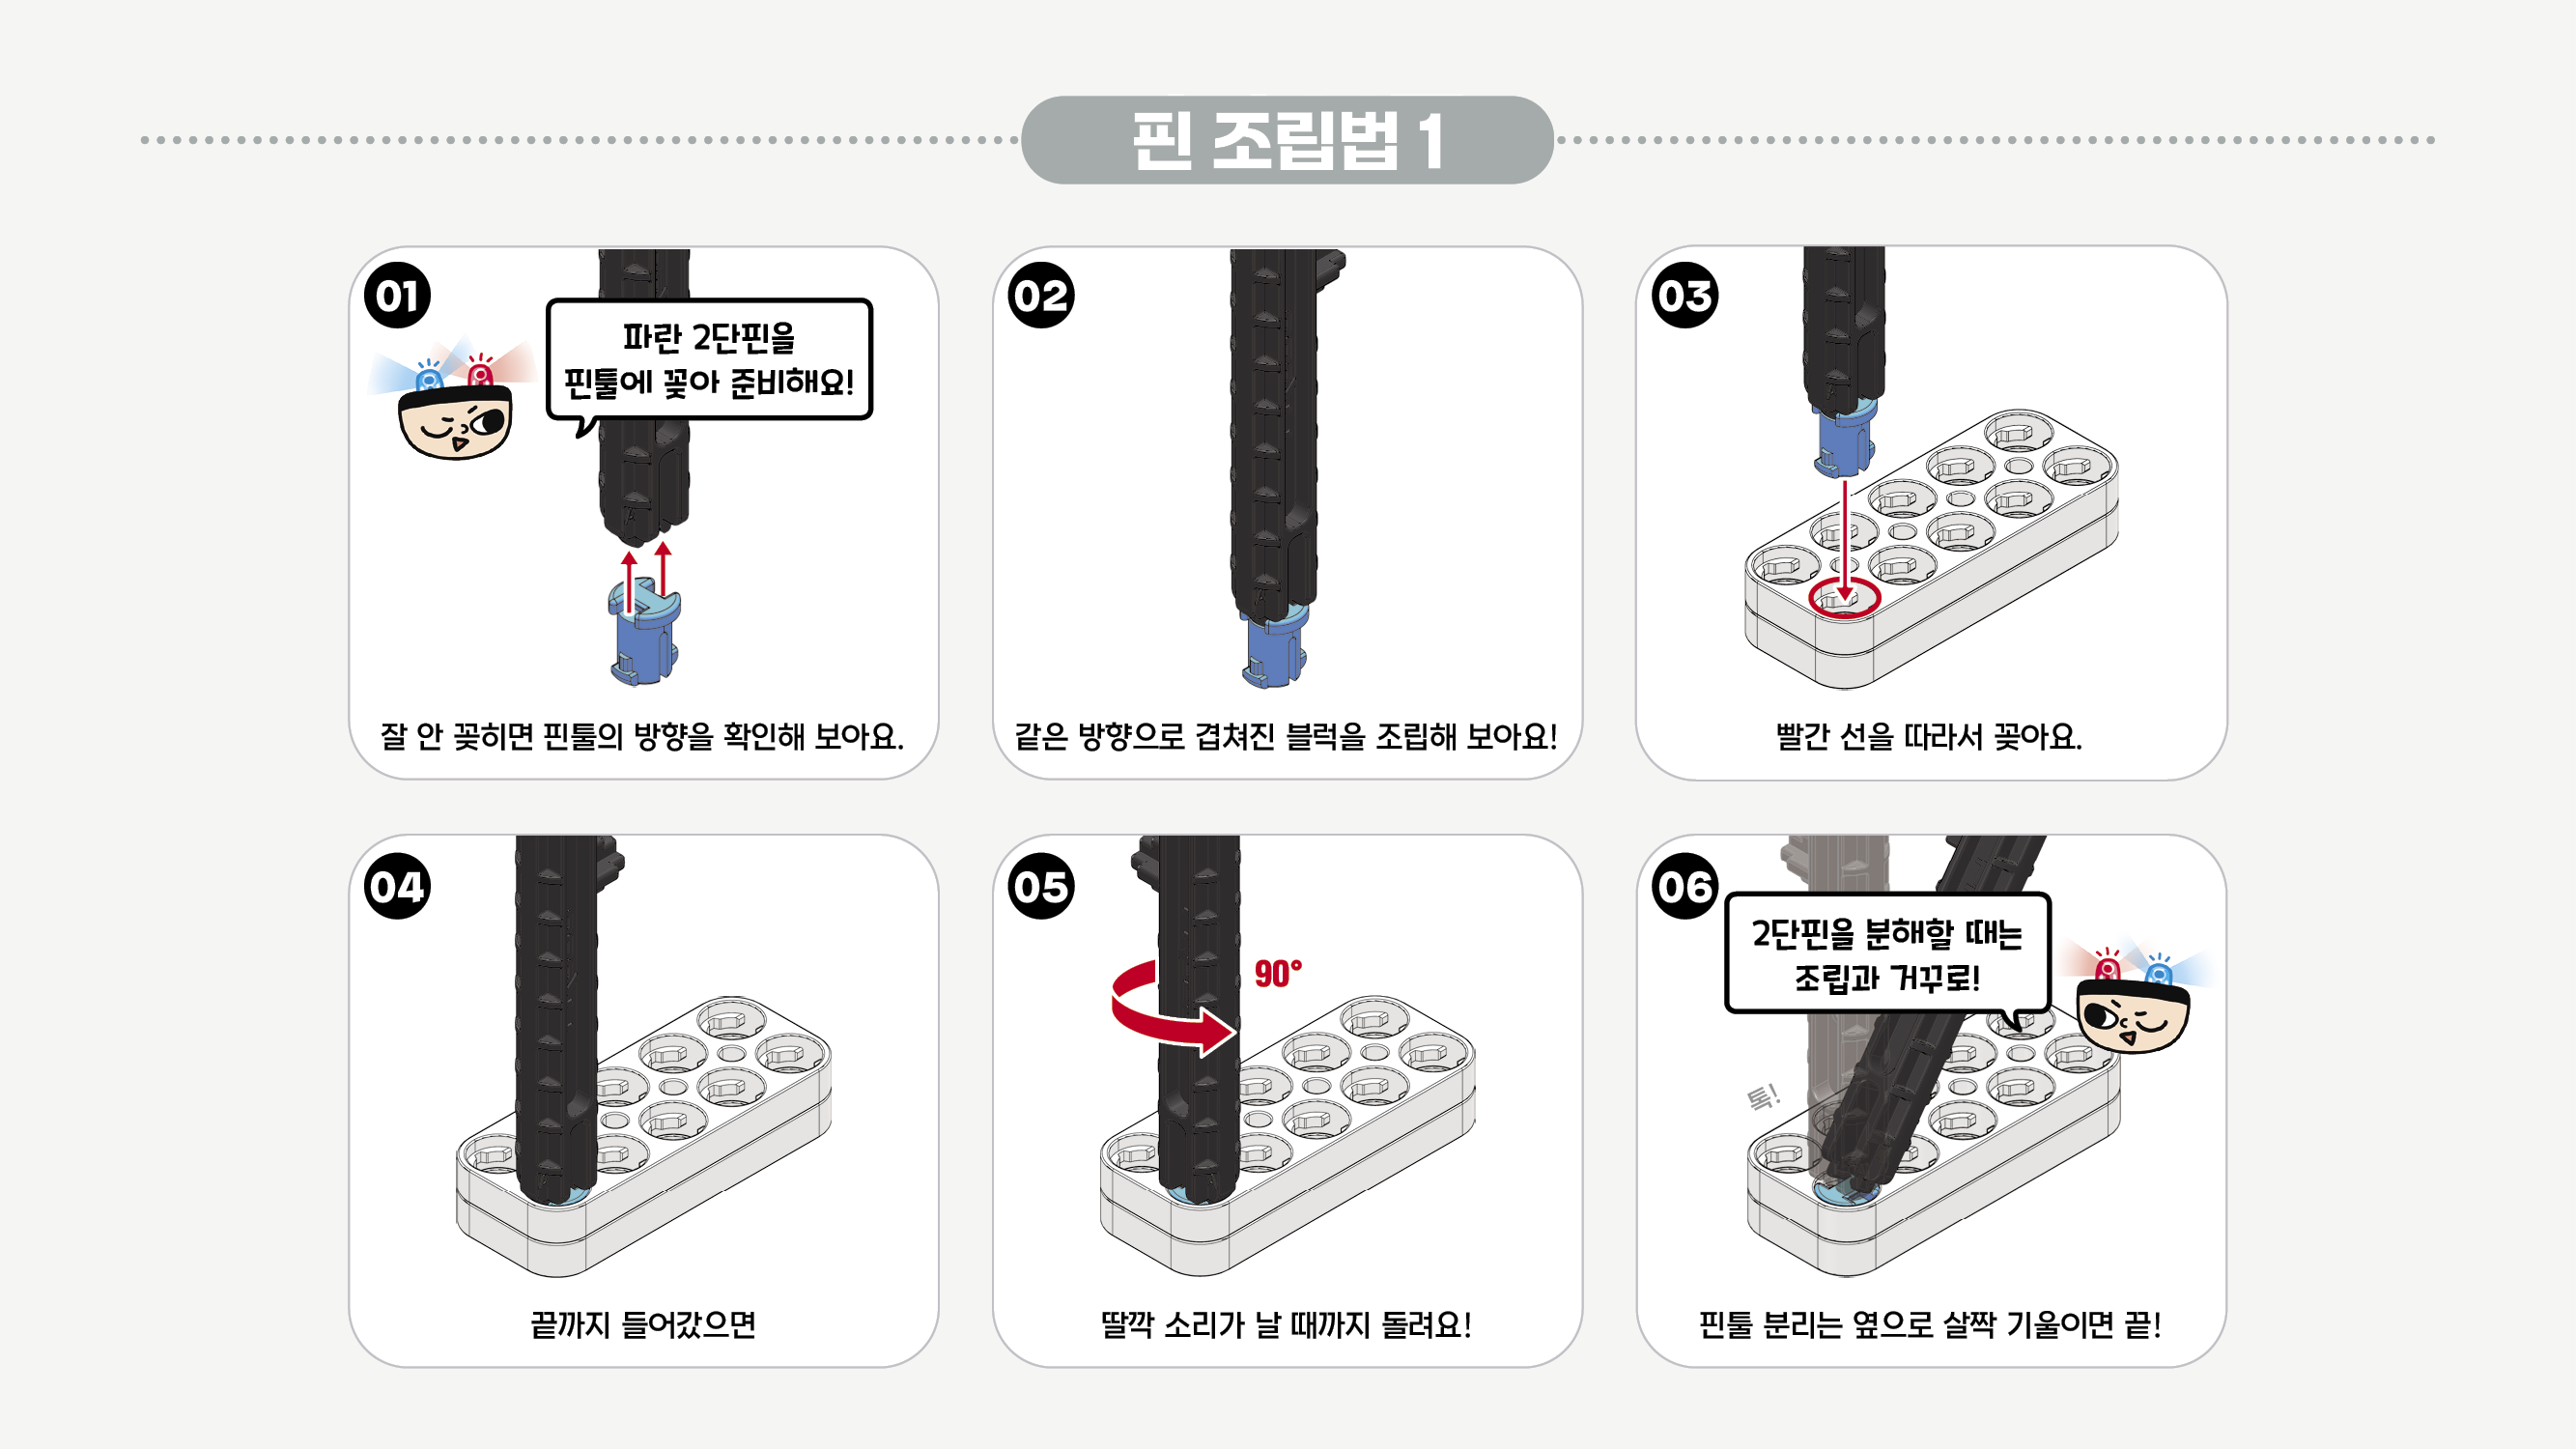 핀 조립법 1
01
파란 2단핀을
핀툴에 꽂아 준비해요!
잘 안 꽂히면 핀툴의 방향을 확인해 보아요.
02
같은 방향으로 겹쳐진 블럭을 조립해 보아요!
03
빨간 선을 따라서 꽂아요.
04
끝까지 들어갔으면
05
90°
딸깍 소리가 날 때까지 돌려요!
06
2단핀을 분해할 때는
조립과 거꾸로!
톡!
핀툴 분리는 옆으로 살짝 기울이면 끝!